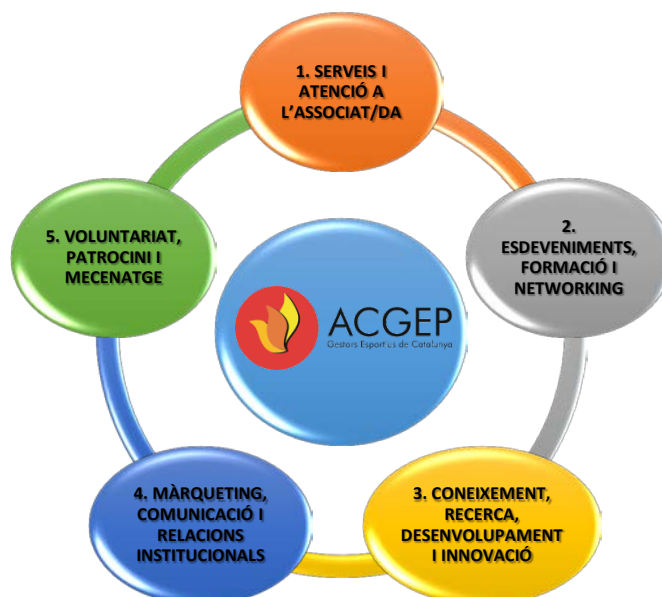 1. SERVEIS I
ATENCIÓ A
L'ASSOCIAT/DA
2.
ESDEVENIMENTS,
FORMACIÓ I
NETWORKING
5. VOLUNTARIAT,
PATROCINI I
MECENATGE
ACGEP
Gestors Esportius de Catalunya
4. MÀRQUETING,
COMUNICACIÓ I
RELACIONS
INSTITUCIONALS
3. CONEIXEMENT,
RECERCA,
DESENVOLUPAMENT
I INNOVACIÓ